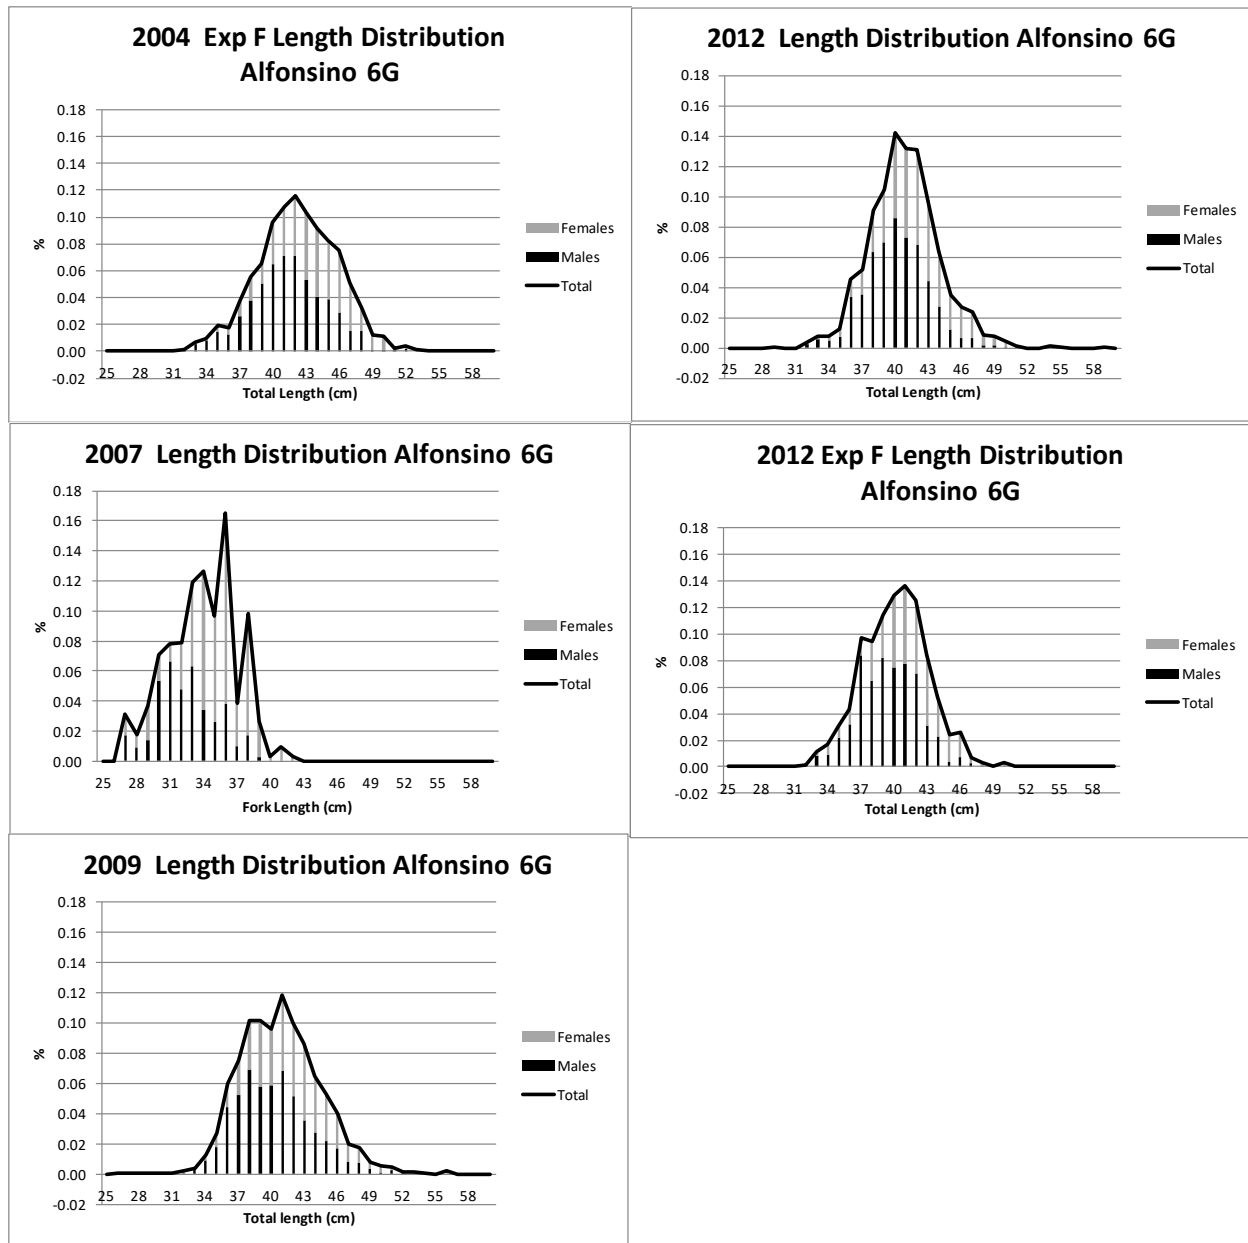 2004 Exp F Length Distribution
Alfonsino 6G
0.18
0.16
0.14
0.12
0.10
0.08
0.06
0.04
0.02
0.00
-0.02
%
25 28 31 34 37 40 43 46 49 52 55 58
Total Length (cm)
Females
Males
Total
2012 Length Distribution Alfonsino 6G
0.18
0.16
0.14
0.12
0.10
0.08
0.06
0.04
0.02
0.00
-0.02
%
25 28 31 34 37 40 43 46 49 52 55 58
Total Length (cm)
Females
Males
Total
2007 Length Distribution Alfonsino 6G
0.18
0.16
0.14
0.12
0.10
0.08
0.06
0.04
0.02
0.00
%
25 28 31 34 37 40 43 46 49 52 55 58
Fork Length (cm)
Females
Males
Total
2012 Exp F Length Distribution
Alfonsino 6G
0.18
0.16
0.14
0.12
0.10
0.08
0.06
0.04
0.02
0.00
-0.02
%
25 28 31 34 37 40 43 46 49 52 55 58
Total Length (cm)
Females
Males
Total
2009 Length Distribution Alfonsino 6G
0.18
0.16
0.14
0.12
0.10
0.08
0.06
0.04
0.02
0.00
-0.02
%
25 28 31 34 37 40 43 46 49 52 55 58
Total length (cm)
Females
Males
Total